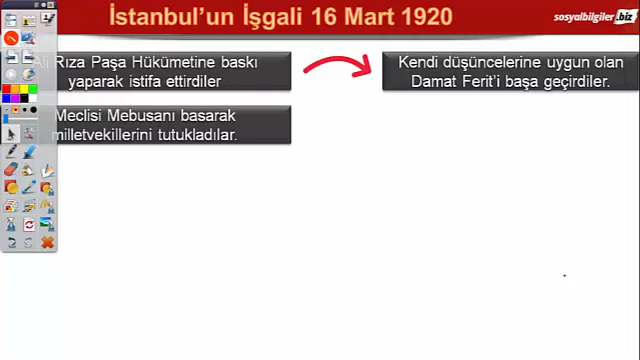 İstanbul'un İşgali 16 Mart 1920
sosyalbilgiler.biz
Ali Rıza Paşa Hükümetine baskı
yaparak istifa ettirdiler
Kendi düşüncelerine uygun olan
Damat Ferit'i başa geçirdiler.
Meclisi Mebusanı basarak
milletvekillerini tutukladılar.